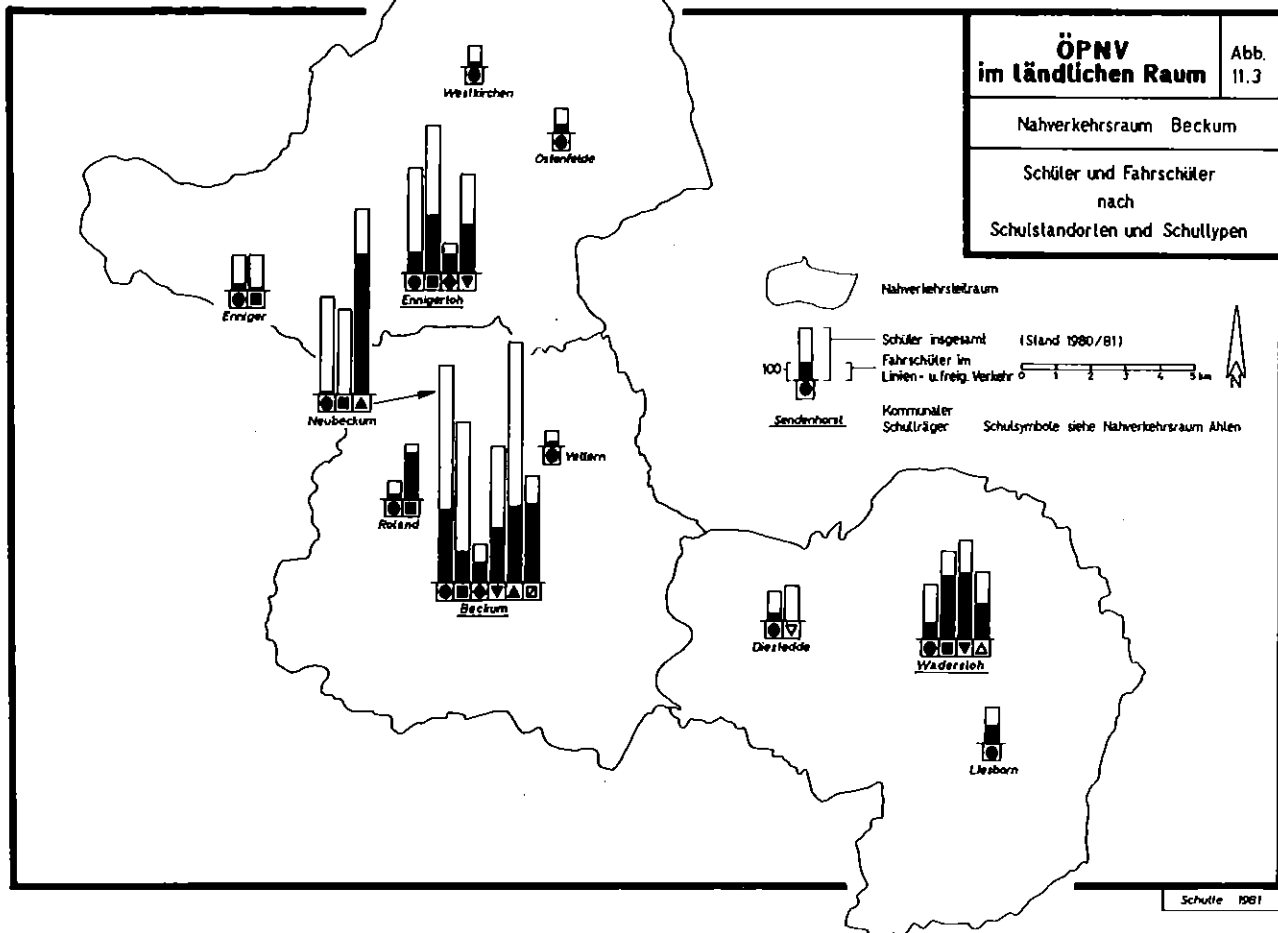 ÖPNV
im ländlichen Raum
Abb.
11.3
Nahverkehrsraum Beckum
Schüler und Fahrschüler
nach
Schulstandorten und Schultypen
Westkirchen
Ostenfelde
Ennigerloh
Enniger
Neubeckum
Vellern
Roland
Beckum
Diestedde
Wadersloh
Liesborn
Nahverkehrsteilraum
Schüler insgesamt (Stand 1980/81)
100
Fahrschüler im
Linien- u. freig. Verkehr
0 1 2 3 4 5 km
N
Sendenhorst
Kommunaler
Schulträger
Schulsymbole siehe Nahverkehrsraum Ahlen
Schulte 1981